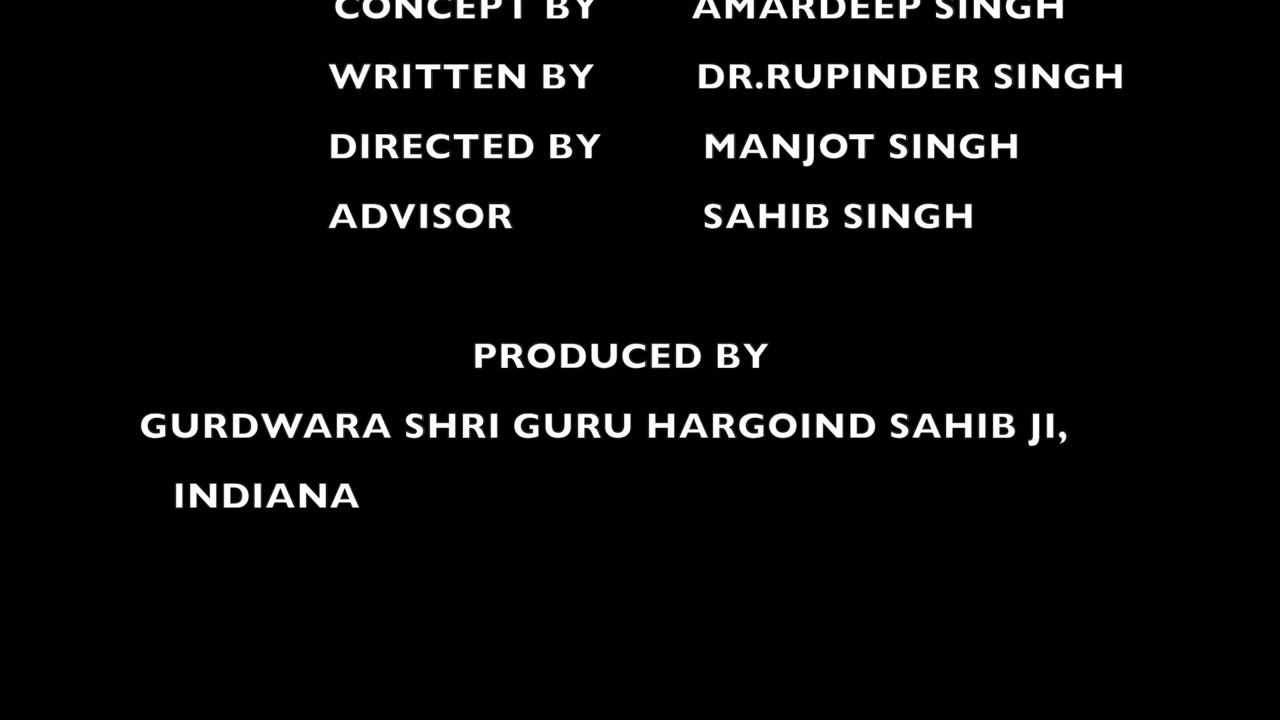 CONCEPT BY AMARDEEP SINGH
WRITTEN BY DR.RUPINDER SINGH
DIRECTED BY MANJOT SINGH
ADVISOR SAHIB SINGH
PRODUCED BY
GURDWARA SHRI GURU HARGOIND SAHIB JI,
INDIANA